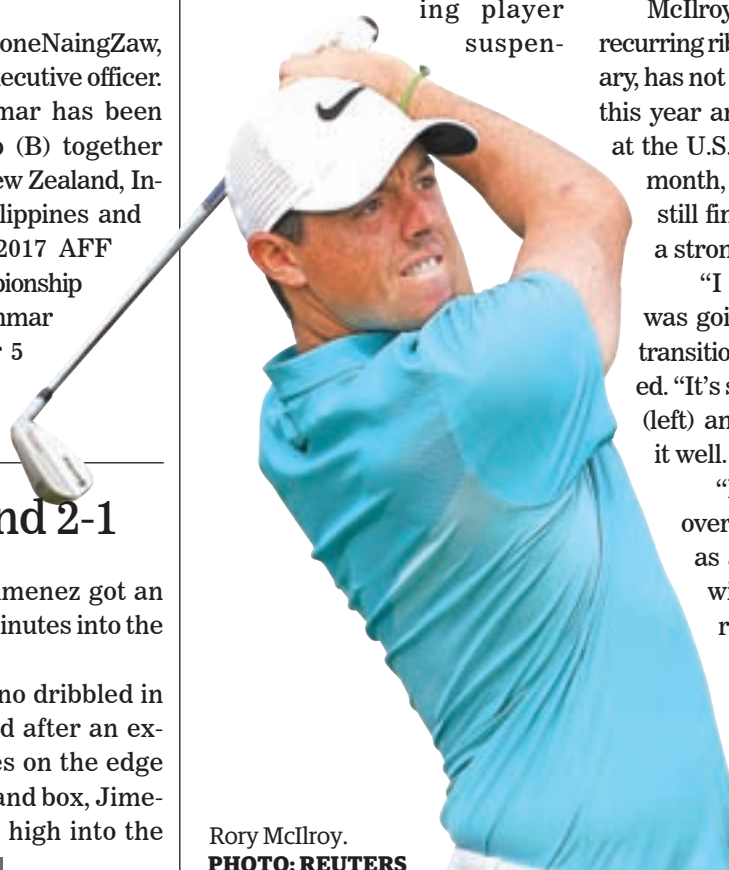 oneNaingZaw,
ecutive officer.
mar has been
(B) together
ew Zealand, In-
lippines and
2017 AFF
pionship
nmar
5
nd 2-1
imenez got an
inutes into the
no dribbled in
d after an ex-
es on the edge
and box, Jime-
high into the
ing player
suspen-
Rory McIlroy.
PHOTO: REUTERS
McIlroy
recurring rib
ary, has not
this year an
at the U.S.
month,
still fin
a stron
“I
was goi
transitio
ed. “It’s s
(left) an
it well.
“
over
as
wi
r